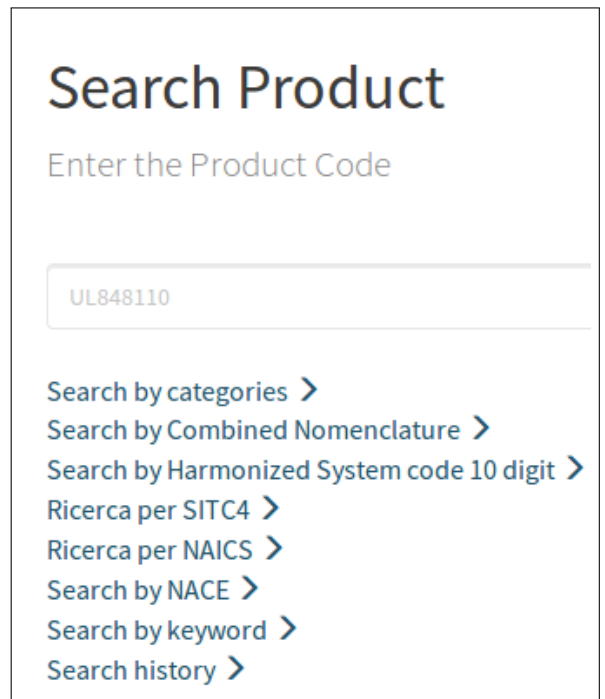 Search Product
Enter the Product Code
UL848110
Search by categories
Search by Combined Nomenclature
Search by Harmonized System code 10 digit
Ricerca per SITC4
Ricerca per NAICS
Search by NACE
Search by keyword
Search history